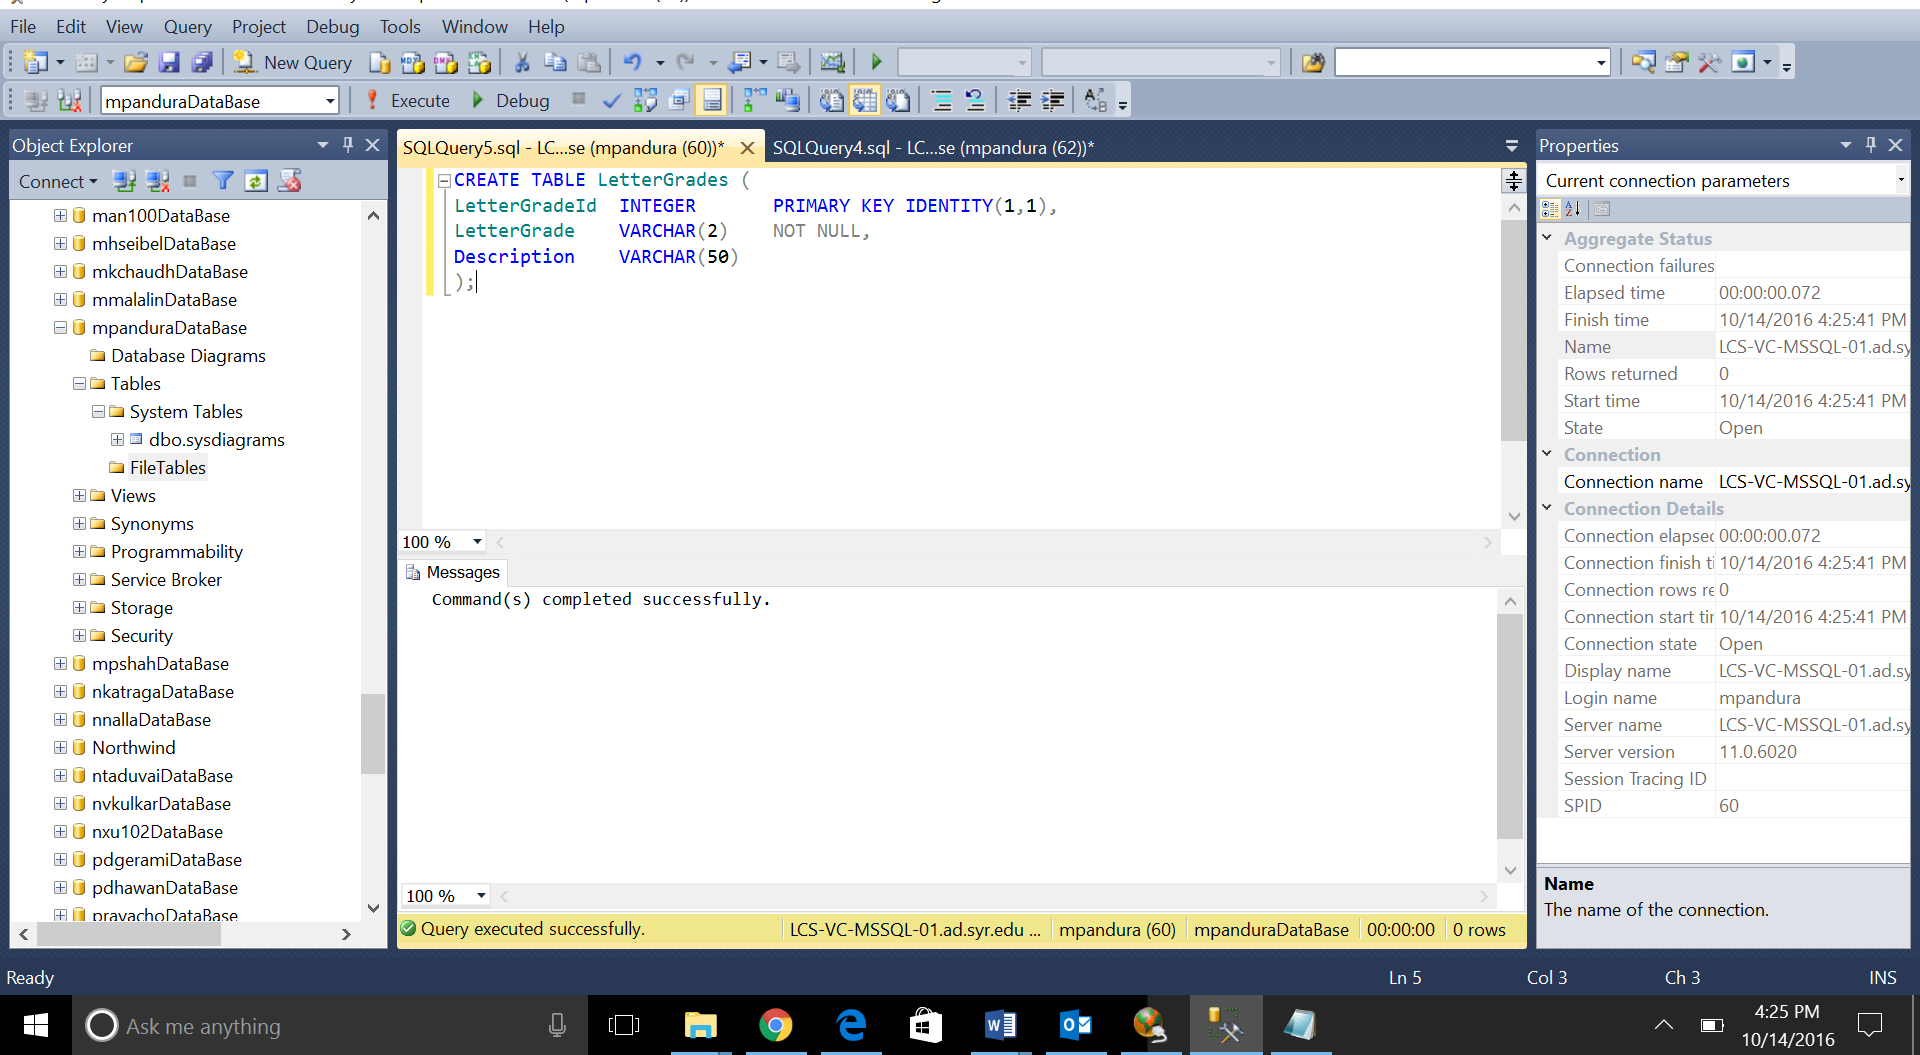 File Edit View Query Project Debug Tools Window Help
New Query
mpanduraDataBase Execute Debug
Object Explorer
Connect
man100DataBase
mhseibelDataBase
mkchaudhDataBase
mmalalinDataBase
mpanduraDataBase
Database Diagrams
Tables
System Tables
dbo.sysdiagrams
FileTables
Views
Synonyms
Programmability
Service Broker
Storage
Security
mpshahDataBase
nkatragaDataBase
nnallaDataBase
Northwind
ntaduvaiDataBase
nvkulkarDataBase
nxu102DataBase
pdgeramiDataBase
pdhawanDataBase
pravachoDataBase
SQLQuery5.sql - LC...se (mpandura (60))* SQLQuery4.sql - LC...se (mpandura (62))*
CREATE TABLE LetterGrades (
LetterGradeId INTEGER PRIMARY KEY IDENTITY(1,1),
LetterGrade VARCHAR(2) NOT NULL,
Description VARCHAR(50)
);
100 %
Messages
Command(s) completed successfully.
100 %
Query executed successfully. LCS-VC-MSSQL-01.ad.syr.edu ... mpandura (60) mpanduraDataBase 00:00:00 0 rows
Properties
Current connection parameters
Aggregate Status
Connection failures
Elapsed time 00:00:00.072
Finish time 10/14/2016 4:25:41 PM
Name LCS-VC-MSSQL-01.ad.sy
Rows returned 0
Start time 10/14/2016 4:25:41 PM
State Open
Connection
Connection name LCS-VC-MSSQL-01.ad.sy
Connection Details
Connection elapsec 00:00:00.072
Connection finish ti 10/14/2016 4:25:41 PM
Connection rows re 0
Connection start tir 10/14/2016 4:25:41 PM
Connection state Open
Display name LCS-VC-MSSQL-01.ad.sy
Login name mpandura
Server name LCS-VC-MSSQL-01.ad.sy
Server version 11.0.6020
Session Tracing ID
SPID 60
Name
The name of the connection.
Ready Ln 5 Col 3 Ch 3 INS
Ask me anything
4:25 PM
10/14/2016